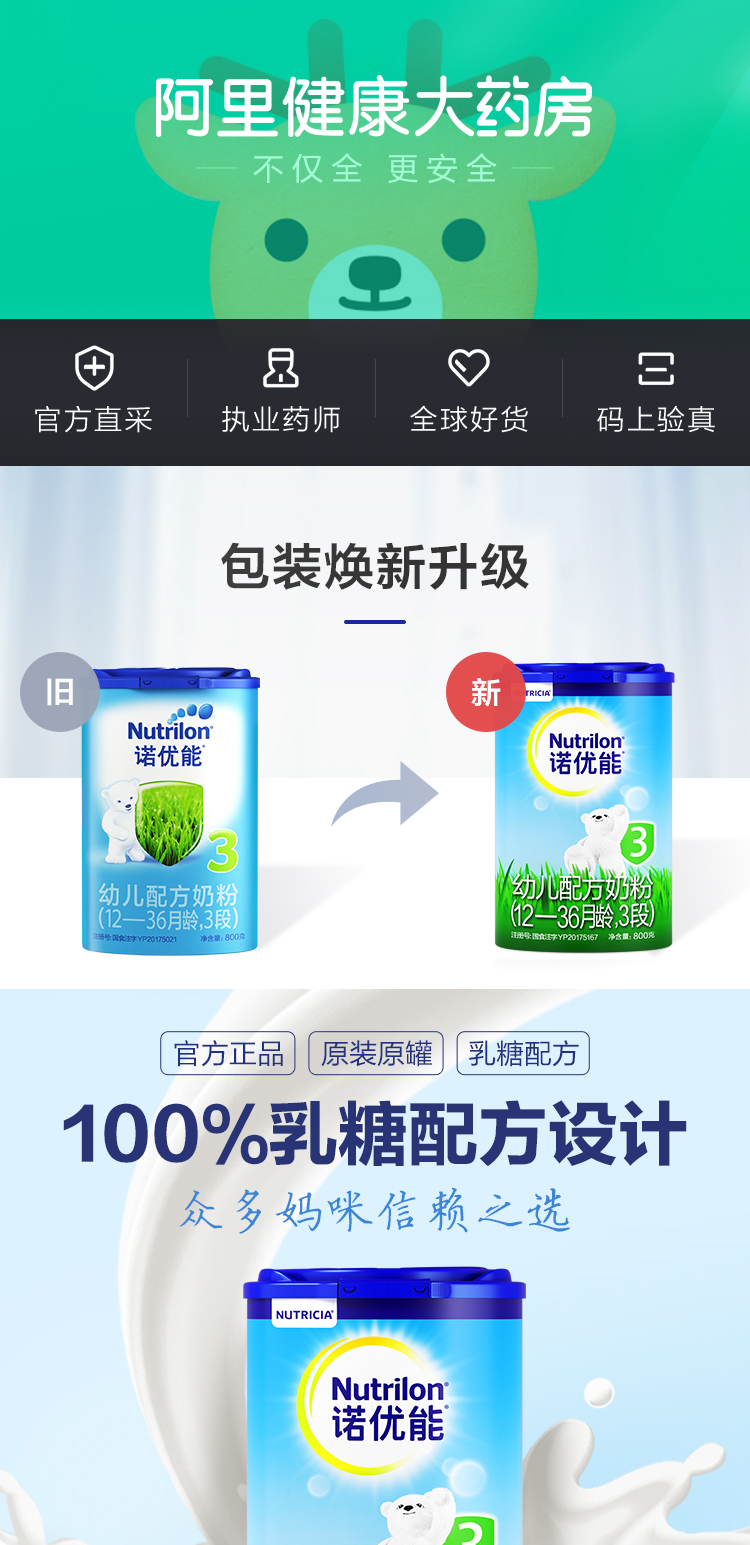 阿里健康大药房
不仅全 更安全
官方直采
执业药师
全球好货
码上验真
包装焕新升级
旧
Nutrilon
诺优能
3
幼儿配方奶粉
(12—36月龄,3段)
注册号:国食注字YP20175021 净含量:800克
新
TRICIA
Nutrilon
诺优能
3
幼儿配方奶粉
(12—36月龄,3段)
注册号:国食注字YP20175167 净含量:800克
官方正品 原装原罐 乳糖配方
100%乳糖配方设计
众多妈咪信赖之选
NUTRICIA
Nutrilon
诺优能
3